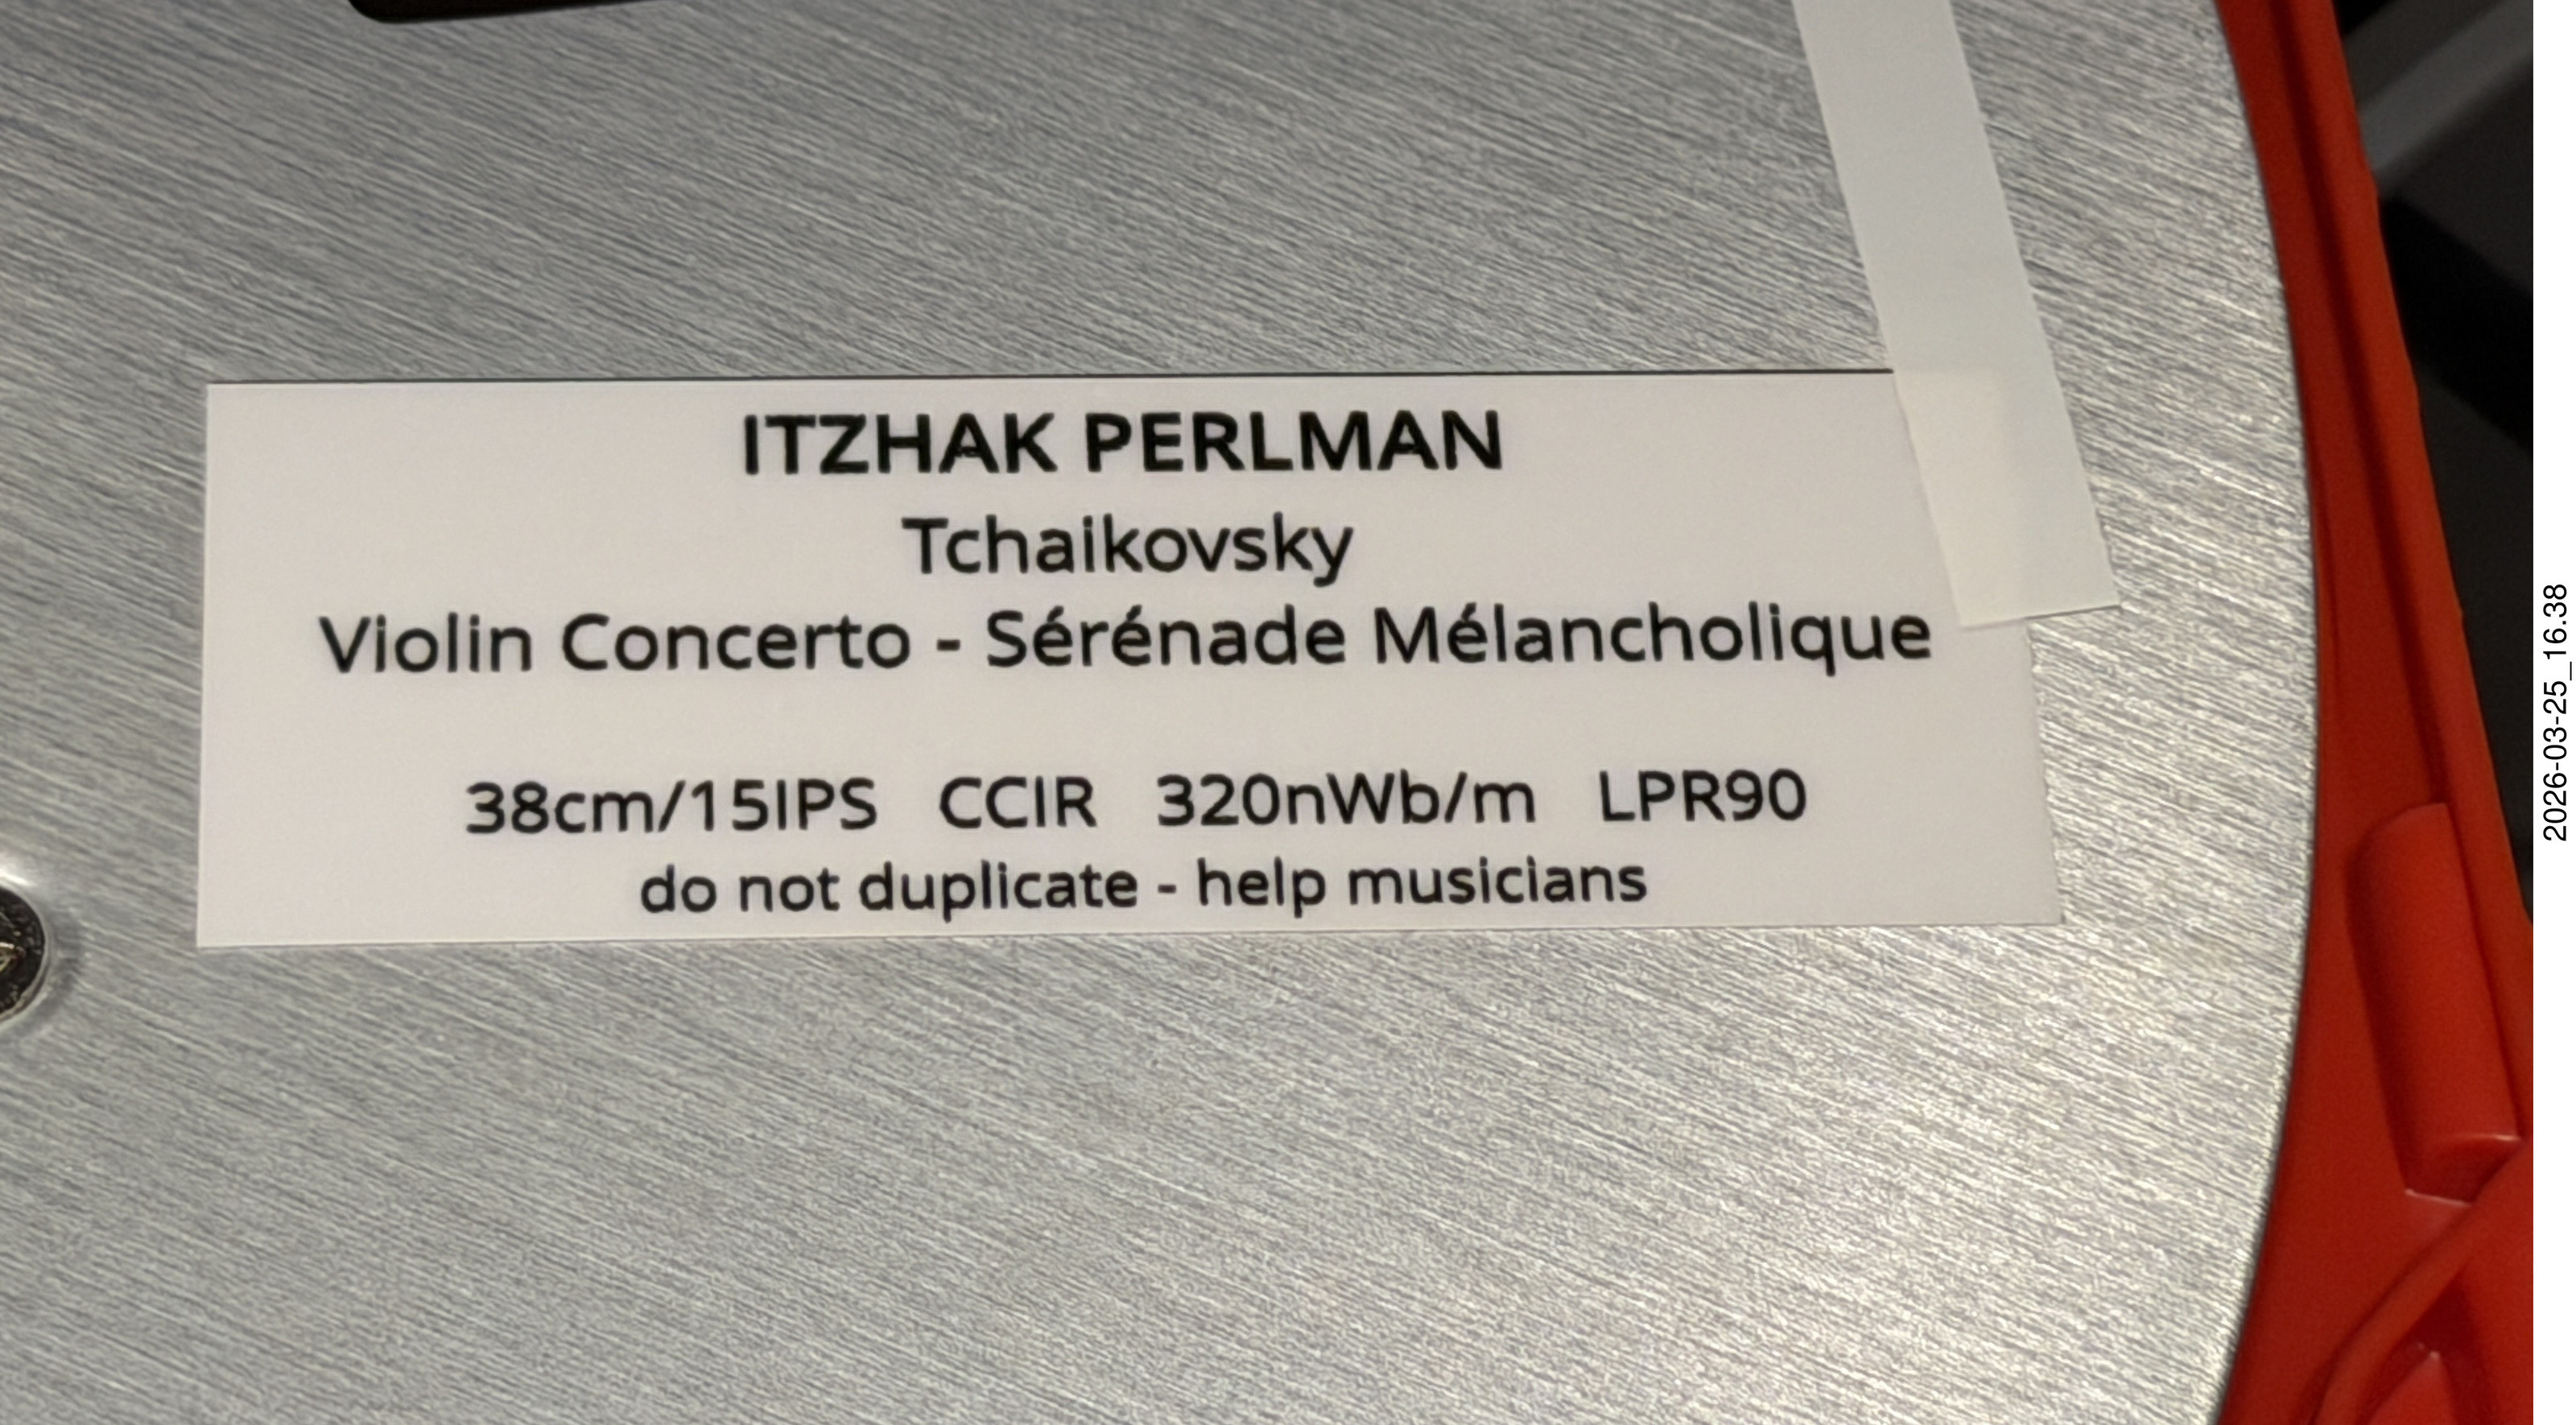 ITZHAK PERLMAN
Tchaikovsky
Violin Concerto - Sérénade Mélancholique
38cm/15IPS CCIR 320nWb/m LPR90
do not duplicate - help musicians
2026-03-25_16.38